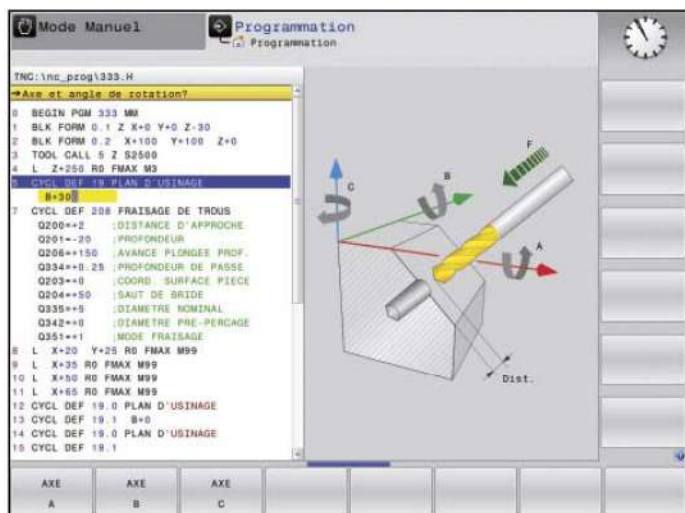 Mode Manuel
Programmation
Programmation
TNC:\nc_prog\333.H
→Axe et angle de rotation?
0 BEGIN PGM 333 MM
1 BLK FORM 0.1 Z X+0 Y+0 Z-30
2 BLK FORM 0.2 X+100 Y+100 Z+0
3 TOOL CALL 5 Z S2500
4 L Z+250 R0 FMAX M3
5 CYCL DEF 19 PLAN D'USINAGE
B+30
7 CYCL DEF 208 FRAISAGE DE TROUS
Q200=+2 ;DISTANCE D'APPROCHE
Q201=-20 ;PROFONDEUR
Q206=+150 ;AVANCE PLONGEE PROF.
Q334=+0.25 ;PROFONDEUR DE PASSE
Q203=+0 ;COORD. SURFACE PIECE
Q204=+50 ;SAUT DE BRIDE
Q335=+5 ;DIAMETRE NOMINAL
Q342=+0 ;DIAMETRE PRE-PERCAGE
Q351=+1 ;MODE FRAISAGE
8 L X+20 Y+25 R0 FMAX M99
9 L X+35 R0 FMAX M99
10 L X+50 R0 FMAX M99
11 L X+65 R0 FMAX M99
12 CYCL DEF 19.0 PLAN D'USINAGE
13 CYCL DEF 19.1 B+0
14 CYCL DEF 19.0 PLAN D'USINAGE
15 CYCL DEF 19.1
F
B
C
A
Dist.
AXE
A
AXE
B
AXE
C